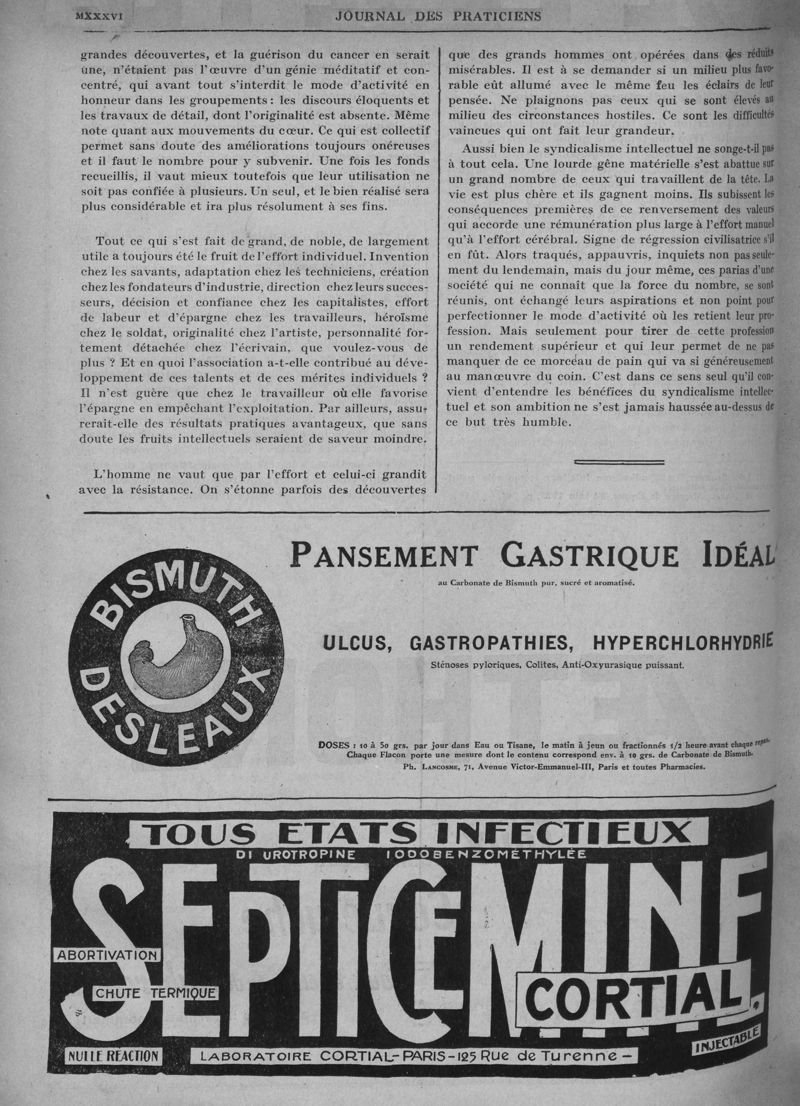 MXXXVI
JOURNAL DES PRATICIENS
grandes découvertes, et la guérison du cancer en serait
une, n'étaient pas l'œuvre d'un génie méditatif et con-
centré, qui avant tout s'interdit le mode d'activité en
honneur dans les groupements : les discours éloquents et
les travaux de détail, dont l'originalité est absente. Même
note quant aux mouvements du cœur. Ce qui est collectif
permet sans doute des améliorations toujours onéreuses
et il faut le nombre pour y subvenir. Une fois les fonds
recueillis, il vaut mieux toutefois que leur utilisation ne
soit pas confiée à plusieurs. Un seul, et le bien réalisé sera
plus considérable et ira plus résolument à ses fins.
Tout ce qui s'est fait de grand, de noble, de largement
utile a toujours été le fruit de l'effort individuel. Invention
chez les savants, adaptation chez les techniciens, création
chez les fondateurs d'industrie, direction chez leurs succes-
seurs, décision et confiance chez les capitalistes, effort
de labeur et d'épargne chez les travailleurs, héroïsme
chez le soldat, originalité chez l'artiste, personnalité for-
tement détachée chez l'écrivain, que voulez-vous de
plus ? Et en quoi l'association a-t-elle contribué au déve-
loppement de ces talents et de ces mérites individuels ?
Il n'est guère que chez le travailleur où elle favorise
l'épargne en empêchant l'exploitation. Par ailleurs, assu-
rerait-elle des résultats pratiques avantageux, que sans
doute les fruits intellectuels seraient de saveur moindre.
L'homme ne vaut que par l'effort et celui-ci grandit
avec la résistance. On s'étonne parfois des découvertes
que des grands hommes ont opérées dans des réduits
misérables. Il est à se demander si un milieu plus favo-
rable eût allumé avec le même feu les éclairs de leur
pensée. Ne plaignons pas ceux qui se sont élevés au
milieu des circonstances hostiles. Ce sont les difficultés
vaincues qui ont fait leur grandeur.
Aussi bien le syndicalisme intellectuel ne songe-t-il pas
à tout cela. Une lourde gêne matérielle s'est abattue sur
un grand nombre de ceux qui travaillent de la tête. La
vie est plus chère et ils gagnent moins. Ils subissent les
conséquences premières de ce renversement des valeurs
qui accorde une rémunération plus large à l'effort manuel
qu'à l'effort cérébral. Signe de régression civilisatrice s'il
en fût. Alors traqués, appauvris, inquiets non pas seule-
ment du lendemain, mais du jour même, ces parias d'une
société qui ne connaît que la force du nombre, se sont
réunis, ont échangé leurs aspirations et non point pour
perfectionner le mode d'activité où les retient leur pro-
fession. Mais seulement pour tirer de cette profession
un rendement supérieur et qui leur permet de ne pas
manquer de ce morceau de pain qui va si généreusement
au manœuvre du coin. C'est dans ce sens seul qu'il con-
vient d'entendre les bénéfices du syndicalisme intellec-
tuel et son ambition ne s'est jamais haussée au-dessus de
ce but très humble.
BISMUTH
DESLEAUX
PANSEMENT GASTRIQUE IDÉAL
au Carbonate de Bismuth pur, sucré et aromatisé.
ULCUS, GASTROPATHIES, HYPERCHLORHYDRIE
Sténoses pyloriques, Colites, Anti-Oxyurasique puissant.
DOSES : 10 à 50 grs. par jour dans Eau ou Tisane, le matin à jeun ou fractionnés 1/2 heure avant chaque repas.
Chaque Flacon porte une mesure dont le contenu correspond env. à 10 grs. de Carbonate de Bismuth.
Ph. LANCOSME, 71, Avenue Victor-Emmanuel-III, Paris et toutes Pharmacies.
TOUS ETATS INFECTIEUX
DI UROTROPINE IODOBENZOMÉTHYLÉE
SEPTICEMINE
ABORTIVATION
CHUTE TERMIQUE
CORTIAL
NULLE REACTION
LABORATOIRE CORTIAL-PARIS-125 Rue de Turenne-
INJECTABLE